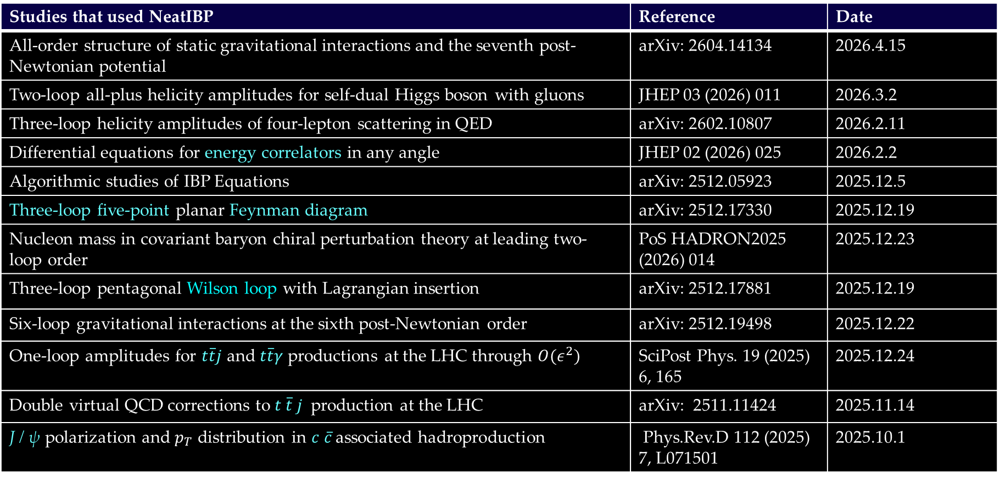 Studies that used NeatIBP Reference Date
All-order structure of static gravitational interactions and the seventh post- arXiv: 2604.14134 2026.4.15
Newtonian potential
Two-loop all-plus helicity amplitudes for self-dual Higgs boson with gluons JHEP 03 (2026) 011 2026.3.2
Three-loop helicity amplitudes of four-lepton scattering in QED arXiv: 2602.10807 2026.2.11
Differential equations for energy correlators in any angle JHEP 02 (2026) 025 2026.2.2
Algorithmic studies of IBP Equations arXiv: 2512.05923 2025.12.5
Three-loop five-point planar Feynman diagram arXiv: 2512.17330 2025.12.19
Nucleon mass in covariant baryon chiral perturbation theory at leading two- PoS HADRON2025 2025.12.23
loop order (2026) 014
Three-loop pentagonal Wilson loop with Lagrangian insertion arXiv: 2512.17881 2025.12.19
Six-loop gravitational interactions at the sixth post-Newtonian order arXiv: 2512.19498 2025.12.22
One-loop amplitudes for tt̄j and tt̄γ productions at the LHC through O(ϵ²) SciPost Phys. 19 (2025) 2025.12.24
6, 165
Double virtual QCD corrections to t t̄ j production at the LHC arXiv: 2511.11424 2025.11.14
J / ψ polarization and p_T distribution in c c̄ associated hadroproduction Phys.Rev.D 112 (2025) 2025.10.1
7, L071501